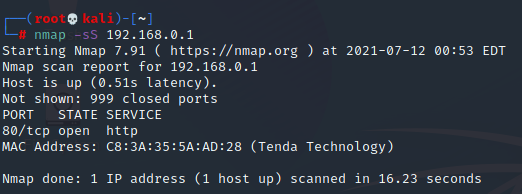 ┌──(root💀kali)-[~]
└─# nmap -sS 192.168.0.1
Starting Nmap 7.91 ( https://nmap.org ) at 2021-07-12 00:53 EDT
Nmap scan report for 192.168.0.1
Host is up (0.51s latency).
Not shown: 999 closed ports
PORT   STATE SERVICE
80/tcp open  http
MAC Address: C8:3A:35:5A:AD:28 (Tenda Technology)

Nmap done: 1 IP address (1 host up) scanned in 16.23 seconds